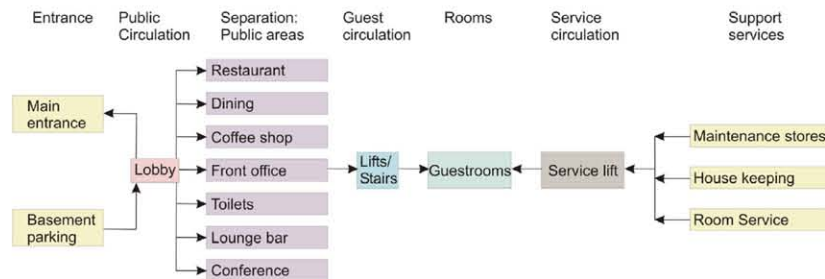 Entrance
Public
Circulation
Separation:
Public areas
Guest
circulation
Rooms
Service
circulation
Support
services
Main
entrance
Basement
parking
Lobby
Restaurant
Dining
Coffee shop
Front office
Toilets
Lounge bar
Conference
Lifts/
Stairs
Guestrooms
Service lift
Maintenance stores
House keeping
Room Service